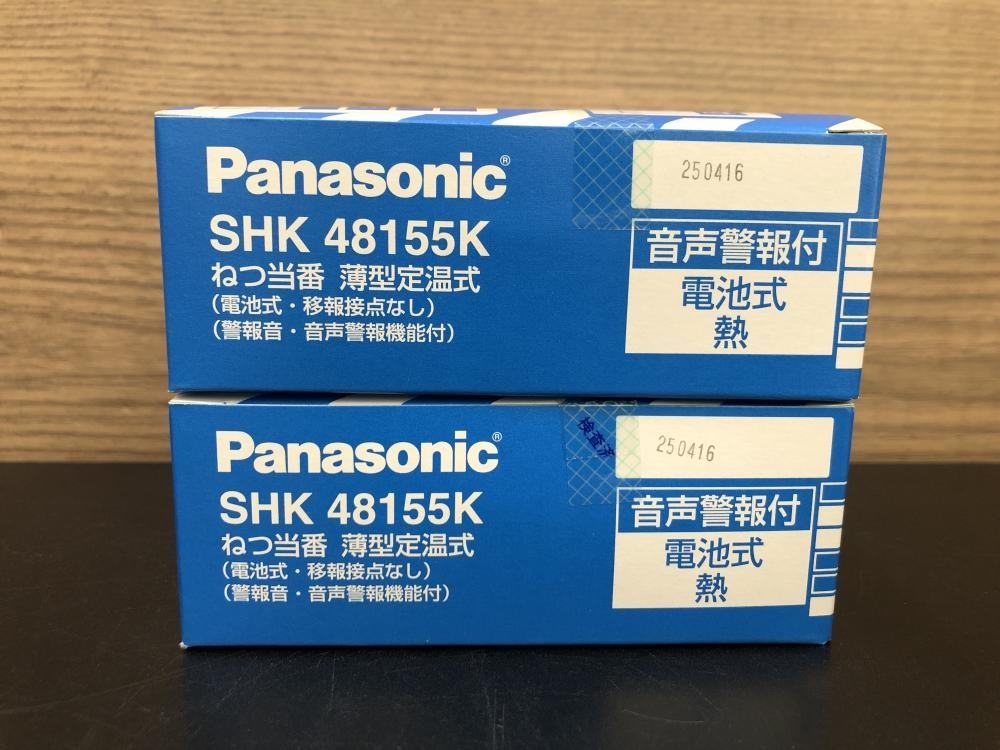 Panasonic®
SHK 48155K
ねつ当番 薄型定温式
(電池式・移報接点なし)
(警報音・音声警報機能付)
250416
音声警報付
電池式
熱
Panasonic®
SHK 48155K
ねつ当番 薄型定温式
(電池式・移報接点なし)
(警報音・音声警報機能付)
検査済
250416
音声警報付
電池式
熱